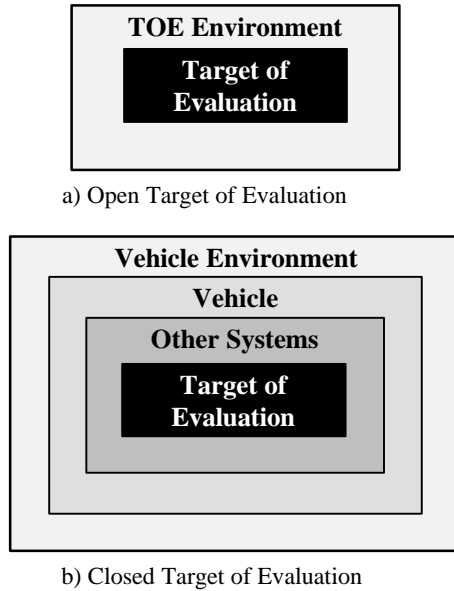 TOE Environment
Target of
Evaluation
a) Open Target of Evaluation
Vehicle Environment
Vehicle
Other Systems
Target of
Evaluation
b) Closed Target of Evaluation